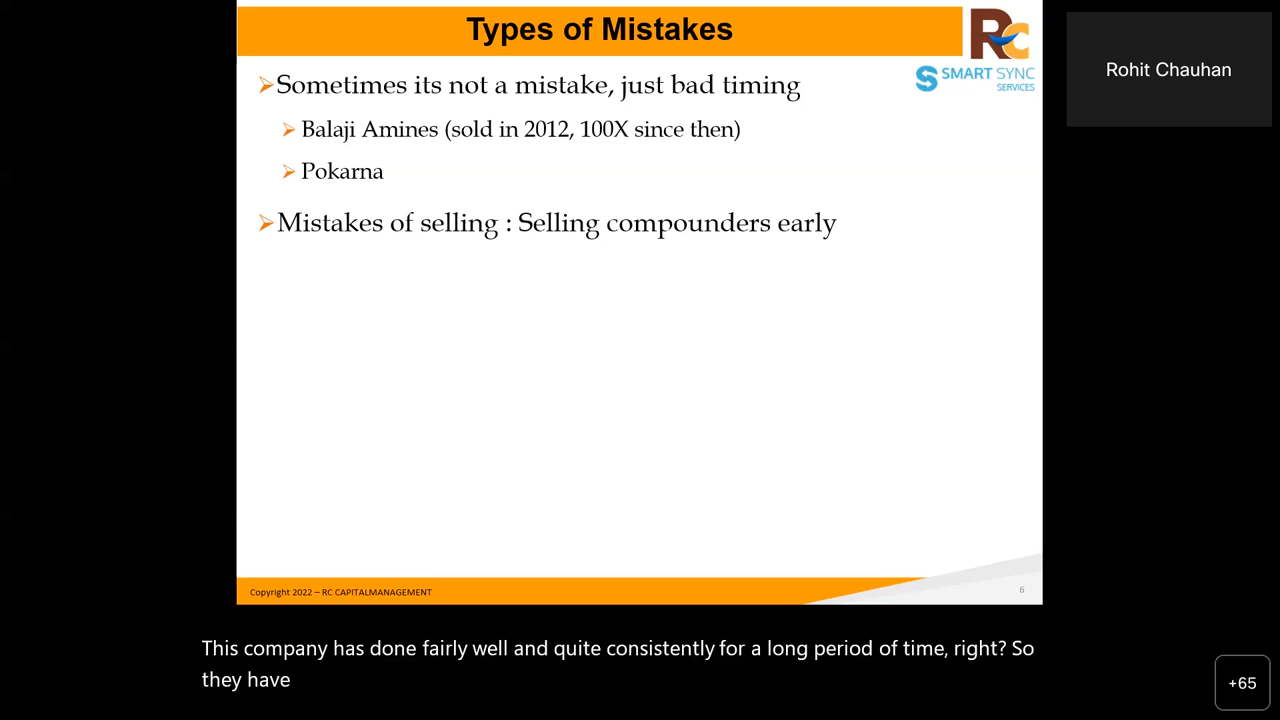 Types of Mistakes
RC
SMART SYNC
SERVICES
Rohit Chauhan
Sometimes its not a mistake, just bad timing
Balaji Amines (sold in 2012, 100X since then)
Pokarna
Mistakes of selling : Selling compounders early
Copyright 2022 – RC CAPITALMANAGEMENT
6
This company has done fairly well and quite consistently for a long period of time, right? So
they have
+65